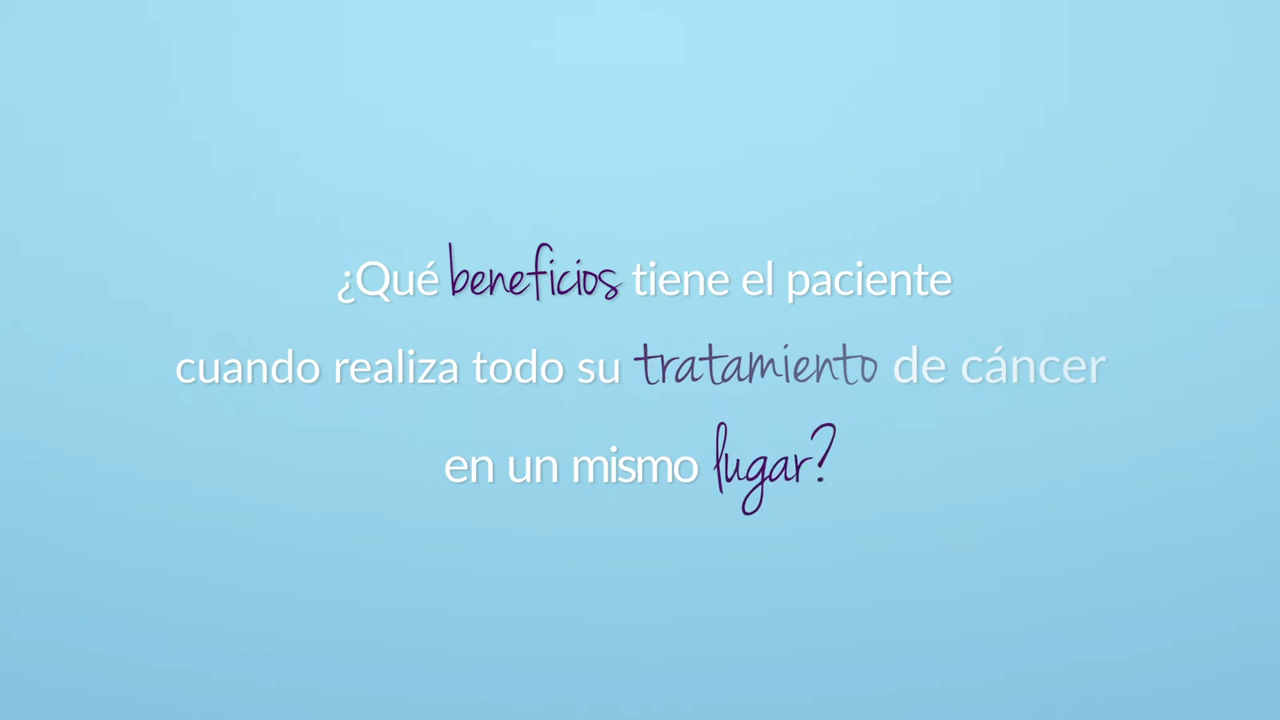 ¿Qué beneficios tiene el paciente
cuando realiza todo su tratamiento de cáncer
en un mismo lugar?